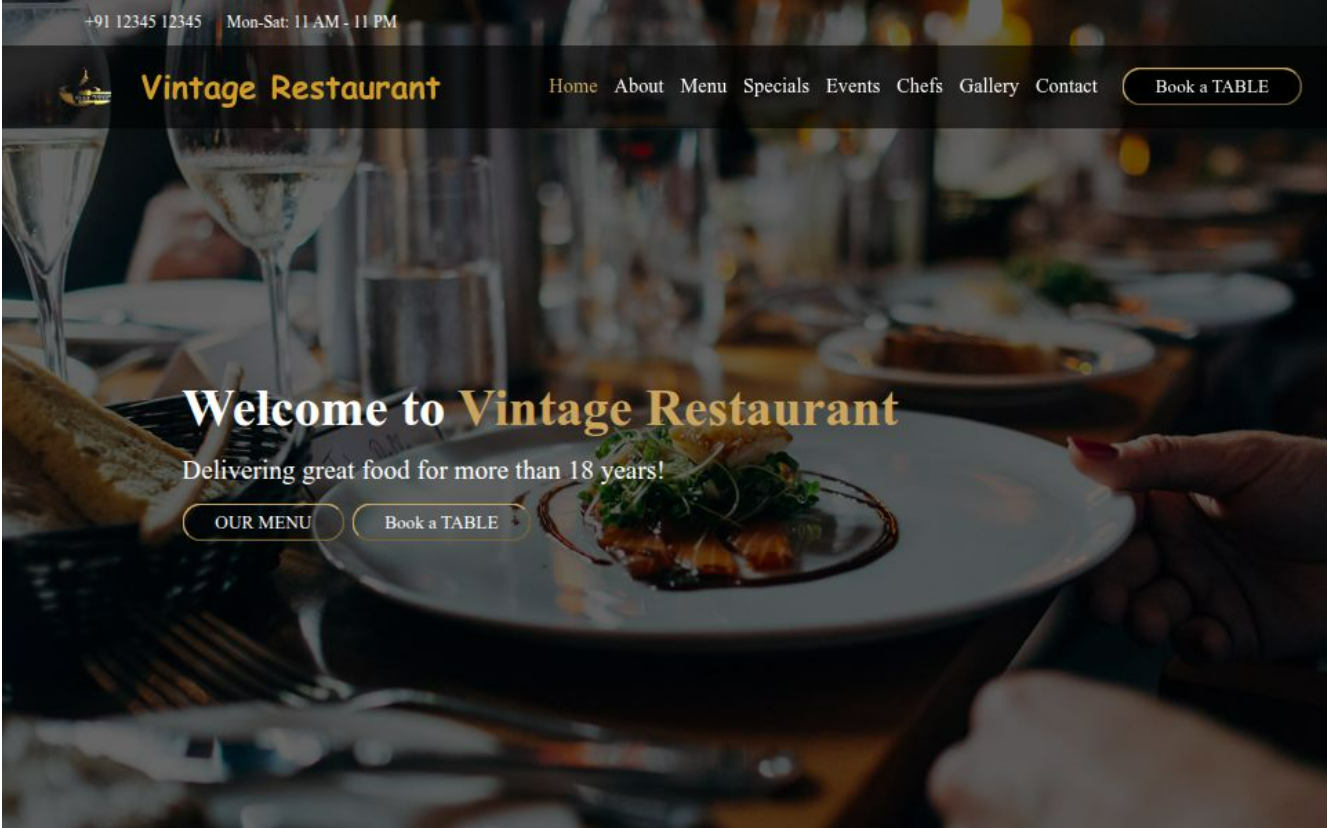 +91 12345 12345 Mon-Sat: 11 AM - 11 PM
Vintage Restaurant Home About Menu Specials Events Chefs Gallery Contact Book a TABLE
Welcome to Vintage Restaurant
Delivering great food for more than 18 years!
OUR MENU Book a TABLE